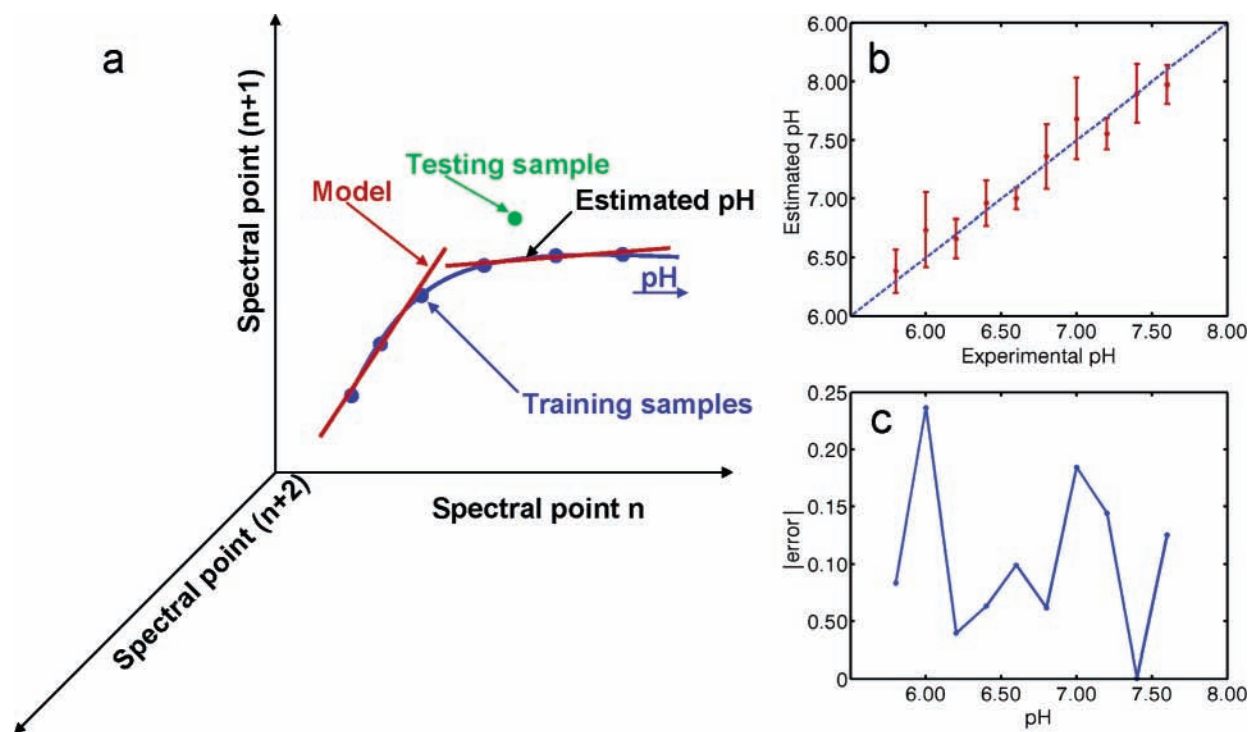 a
Spectral point (n+1)
Model
Testing sample
Estimated pH
pH
Training samples
Spectral point n
Spectral point (n+2)
b
6.00
8.00
7.50
7.00
6.50
6.00
Estimated pH
6.00 6.50 7.00 7.50 8.00
Experimental pH
c
0.25
0.20
0.15
0.10
0.50
0
|error|
6.00 6.50 7.00 7.50 8.00
pH